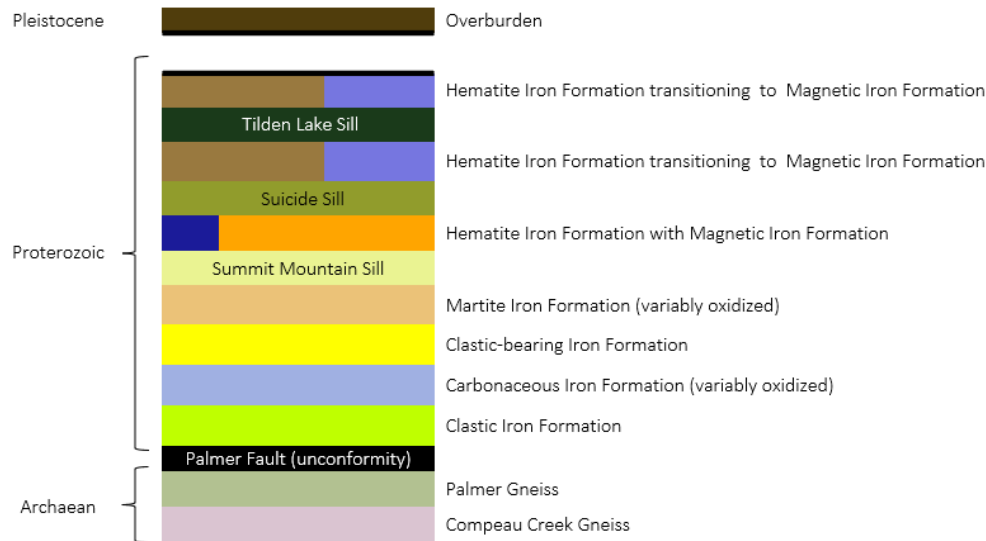 Pleistocene
Overburden
Hematite Iron Formation transitioning to Magnetic Iron Formation
Tilden Lake Sill
Hematite Iron Formation transitioning to Magnetic Iron Formation
Suicide Sill
Proterozoic
Hematite Iron Formation with Magnetic Iron Formation
Summit Mountain Sill
Martite Iron Formation (variably oxidized)
Clastic-bearing Iron Formation
Carbonaceous Iron Formation (variably oxidized)
Clastic Iron Formation
Palmer Fault (unconformity)
Palmer Gneiss
Archaean
Compeau Creek Gneiss